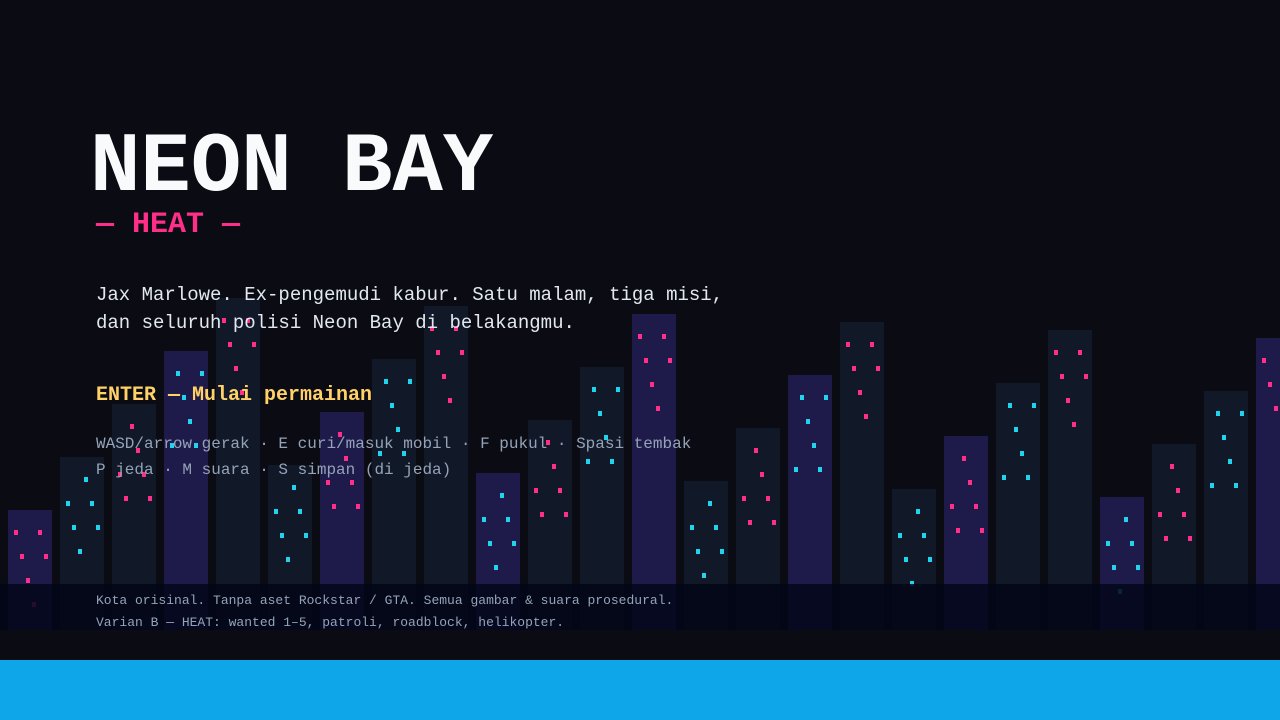 NEON BAY
— HEAT —
Jax Marlowe. Ex-pengemudi kabur. Satu malam, tiga misi,
dan seluruh polisi Neon Bay di belakangmu.
ENTER — Mulai permainan
WASD/arrow gerak · E curi/masuk mobil · F pukul · Spasi tembak
P jeda · M suara · S simpan (di jeda)
Kota orisinal. Tanpa aset Rockstar / GTA. Semua gambar & suara prosedural.
Varian B — HEAT: wanted 1–5, patroli, roadblock, helikopter.